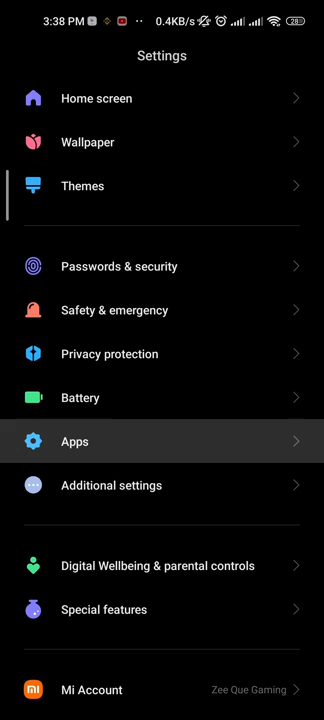 3:38 PM 0.4KB/s 28
Settings
Home screen
Wallpaper
Themes
Passwords & security
Safety & emergency
Privacy protection
Battery
Apps
Additional settings
Digital Wellbeing & parental controls
Special features
Mi Account Zee Que Gaming